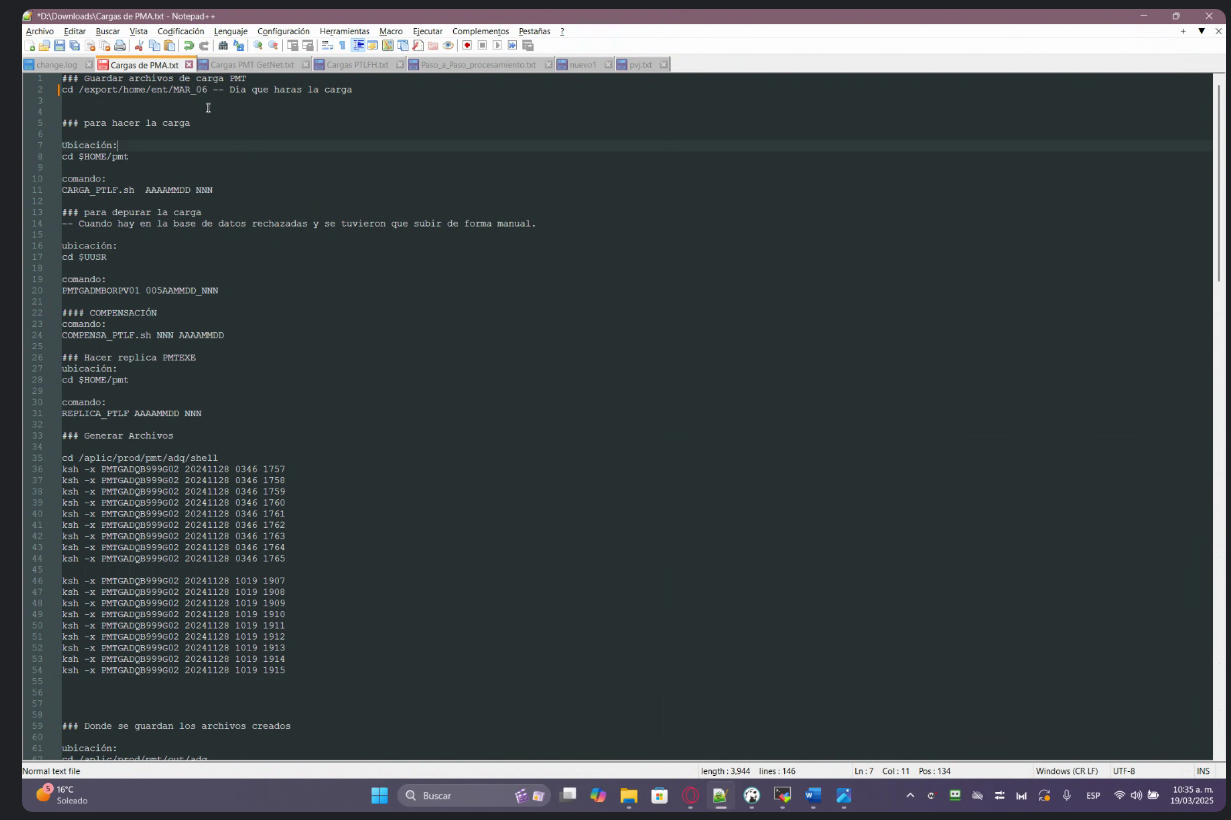 *D:\Downloads\Cargas de PMA.txt - Notepad++
Archivo Editar Buscar Vista Codificación Lenguaje Configuración Herramientas Macro Ejecutar Complementos Pestañas ?
change.log Cargas de PMA.txt Cargas PMT GetNet.txt Cargas PTLFH.txt Paso_a_Paso_procesamiento.txt nuevo1 pvj.txt
1 ### Guardar archivos de carga PMT
2 cd /export/home/ent/MAR_06 -- Dia que haras la carga
3
4
5 ### para hacer la carga
6
7 Ubicación:
8 cd $HOME/pmt
9
10 comando:
11 CARGA_PTLF.sh  AAAAMMDD NNN
12
13 ### para depurar la carga
14 -- Cuando hay en la base de datos rechazadas y se tuvieron que subir de forma manual.
15
16 ubicación:
17 cd $UUSR
18
19 comando:
20 PMTGADMBORPV01 005AAMMDD_NNN
21
22 #### COMPENSACIÓN
23 comando:
24 COMPENSA_PTLF.sh NNN AAAAMMDD
25
26 ### Hacer replica PMTEXE
27 ubicación:
28 cd $HOME/pmt
29
30 comando:
31 REPLICA_PTLF AAAAMMDD NNN
32
33 ### Generar Archivos
34
35 cd /aplic/prod/pmt/adq/shell
36 ksh -x PMTGADQB999G02 20241128 0346 1757
37 ksh -x PMTGADQB999G02 20241128 0346 1758
38 ksh -x PMTGADQB999G02 20241128 0346 1759
39 ksh -x PMTGADQB999G02 20241128 0346 1760
40 ksh -x PMTGADQB999G02 20241128 0346 1761
41 ksh -x PMTGADQB999G02 20241128 0346 1762
42 ksh -x PMTGADQB999G02 20241128 0346 1763
43 ksh -x PMTGADQB999G02 20241128 0346 1764
44 ksh -x PMTGADQB999G02 20241128 0346 1765
45
46 ksh -x PMTGADQB999G02 20241128 1019 1907
47 ksh -x PMTGADQB999G02 20241128 1019 1908
48 ksh -x PMTGADQB999G02 20241128 1019 1909
49 ksh -x PMTGADQB999G02 20241128 1019 1910
50 ksh -x PMTGADQB999G02 20241128 1019 1911
51 ksh -x PMTGADQB999G02 20241128 1019 1912
52 ksh -x PMTGADQB999G02 20241128 1019 1913
53 ksh -x PMTGADQB999G02 20241128 1019 1914
54 ksh -x PMTGADQB999G02 20241128 1019 1915
55
56
57
58
59 ### Donde se guardan los archivos creados
60
61 ubicación:
62 cd /aplic/prod/pmt/out/adq
Normal text file length : 3,944 lines : 146 Ln : 7 Col : 11 Pos : 134 Windows (CR LF) UTF-8 INS
5 16°C
Soleado
Buscar
ESP
10:35 a. m.
19/03/2025